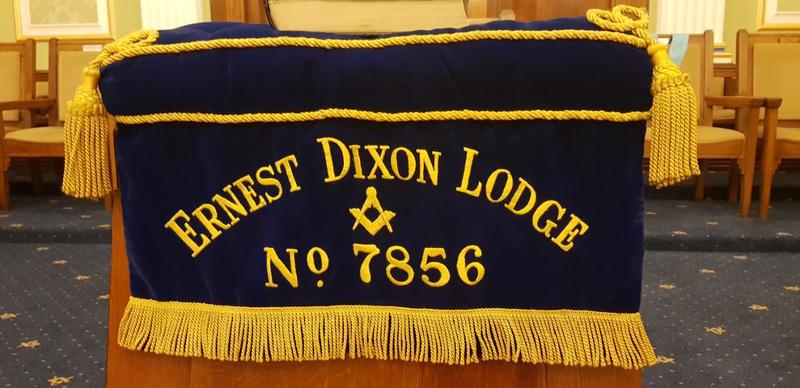 ERNEST DIXON LODGE
No. 7856